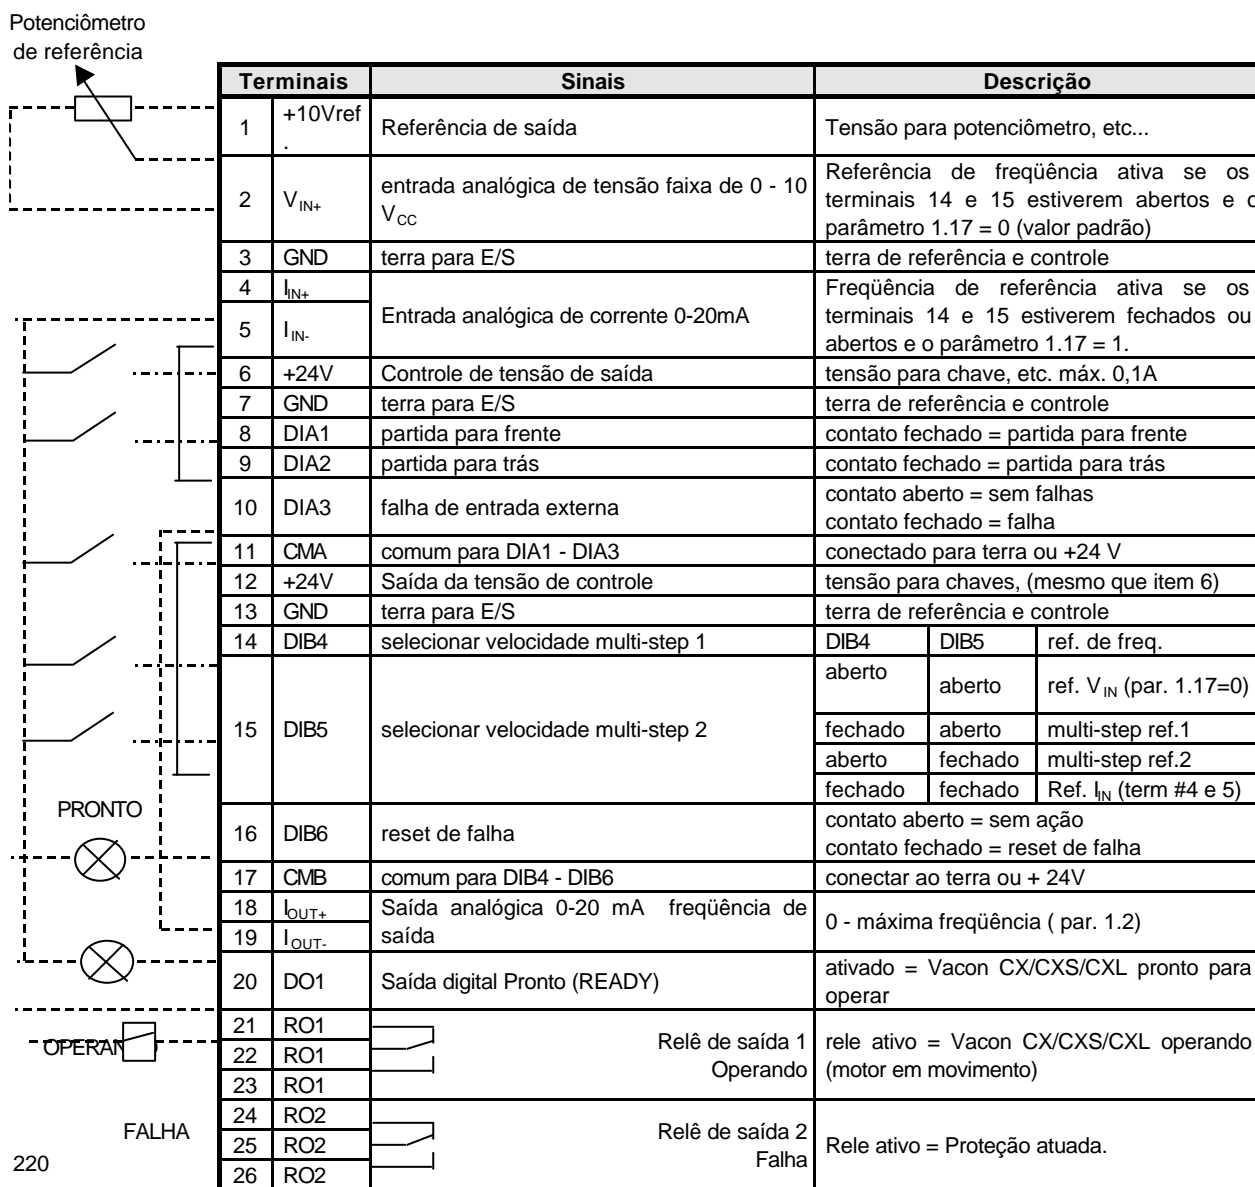 Potenciômetro
de referência
Terminais Sinais Descrição
1 +10Vref. Referência de saída Tensão para potenciômetro, etc...
2 VIN+ entrada analógica de tensão faixa de 0 - 10
VCC
Referência de freqüência ativa se os
terminais 14 e 15 estiverem abertos e o
parâmetro 1.17 = 0 (valor padrão)
3 GND terra para E/S terra de referência e controle
4 IIN+
5 IIN-
Entrada analógica de corrente 0-20mA
Freqüência de referência ativa se os
terminais 14 e 15 estiverem fechados ou
abertos e o parâmetro 1.17 = 1.
6 +24V Controle de tensão de saída tensão para chave, etc. máx. 0,1A
7 GND terra para E/S terra de referência e controle
8 DIA1 partida para frente contato fechado = partida para frente
9 DIA2 partida para trás contato fechado = partida para trás
10 DIA3 falha de entrada externa contato aberto = sem falhas
contato fechado = falha
11 CMA comum para DIA1 - DIA3 conectado para terra ou +24 V
12 +24V Saída da tensão de controle tensão para chaves, (mesmo que item 6)
13 GND terra para E/S terra de referência e controle
14 DIB4 selecionar velocidade multi-step 1 DIB4 DIB5 ref. de freq.
15 DIB5 selecionar velocidade multi-step 2
aberto aberto ref. VIN (par. 1.17=0)
fechado aberto multi-step ref.1
aberto fechado multi-step ref.2
fechado fechado Ref. IIN (term #4 e 5)
PRONTO
16 DIB6 reset de falha contato aberto = sem ação
contato fechado = reset de falha
17 CMB comum para DIB4 - DIB6 conectar ao terra ou + 24V
18 IOUT+
19 IOUT-
Saída analógica 0-20 mA freqüência de
saída
0 - máxima freqüência ( par. 1.2)
20 DO1 Saída digital Pronto (READY) ativado = Vacon CX/CXS/CXL pronto para
operar
OPERANDO
21 RO1
22 RO1
23 RO1
Relê de saída 1
Operando
rele ativo = Vacon CX/CXS/CXL operando
(motor em movimento)
FALHA
220
24 RO2
25 RO2
26 RO2
Relê de saída 2
Falha
Rele ativo = Proteção atuada.